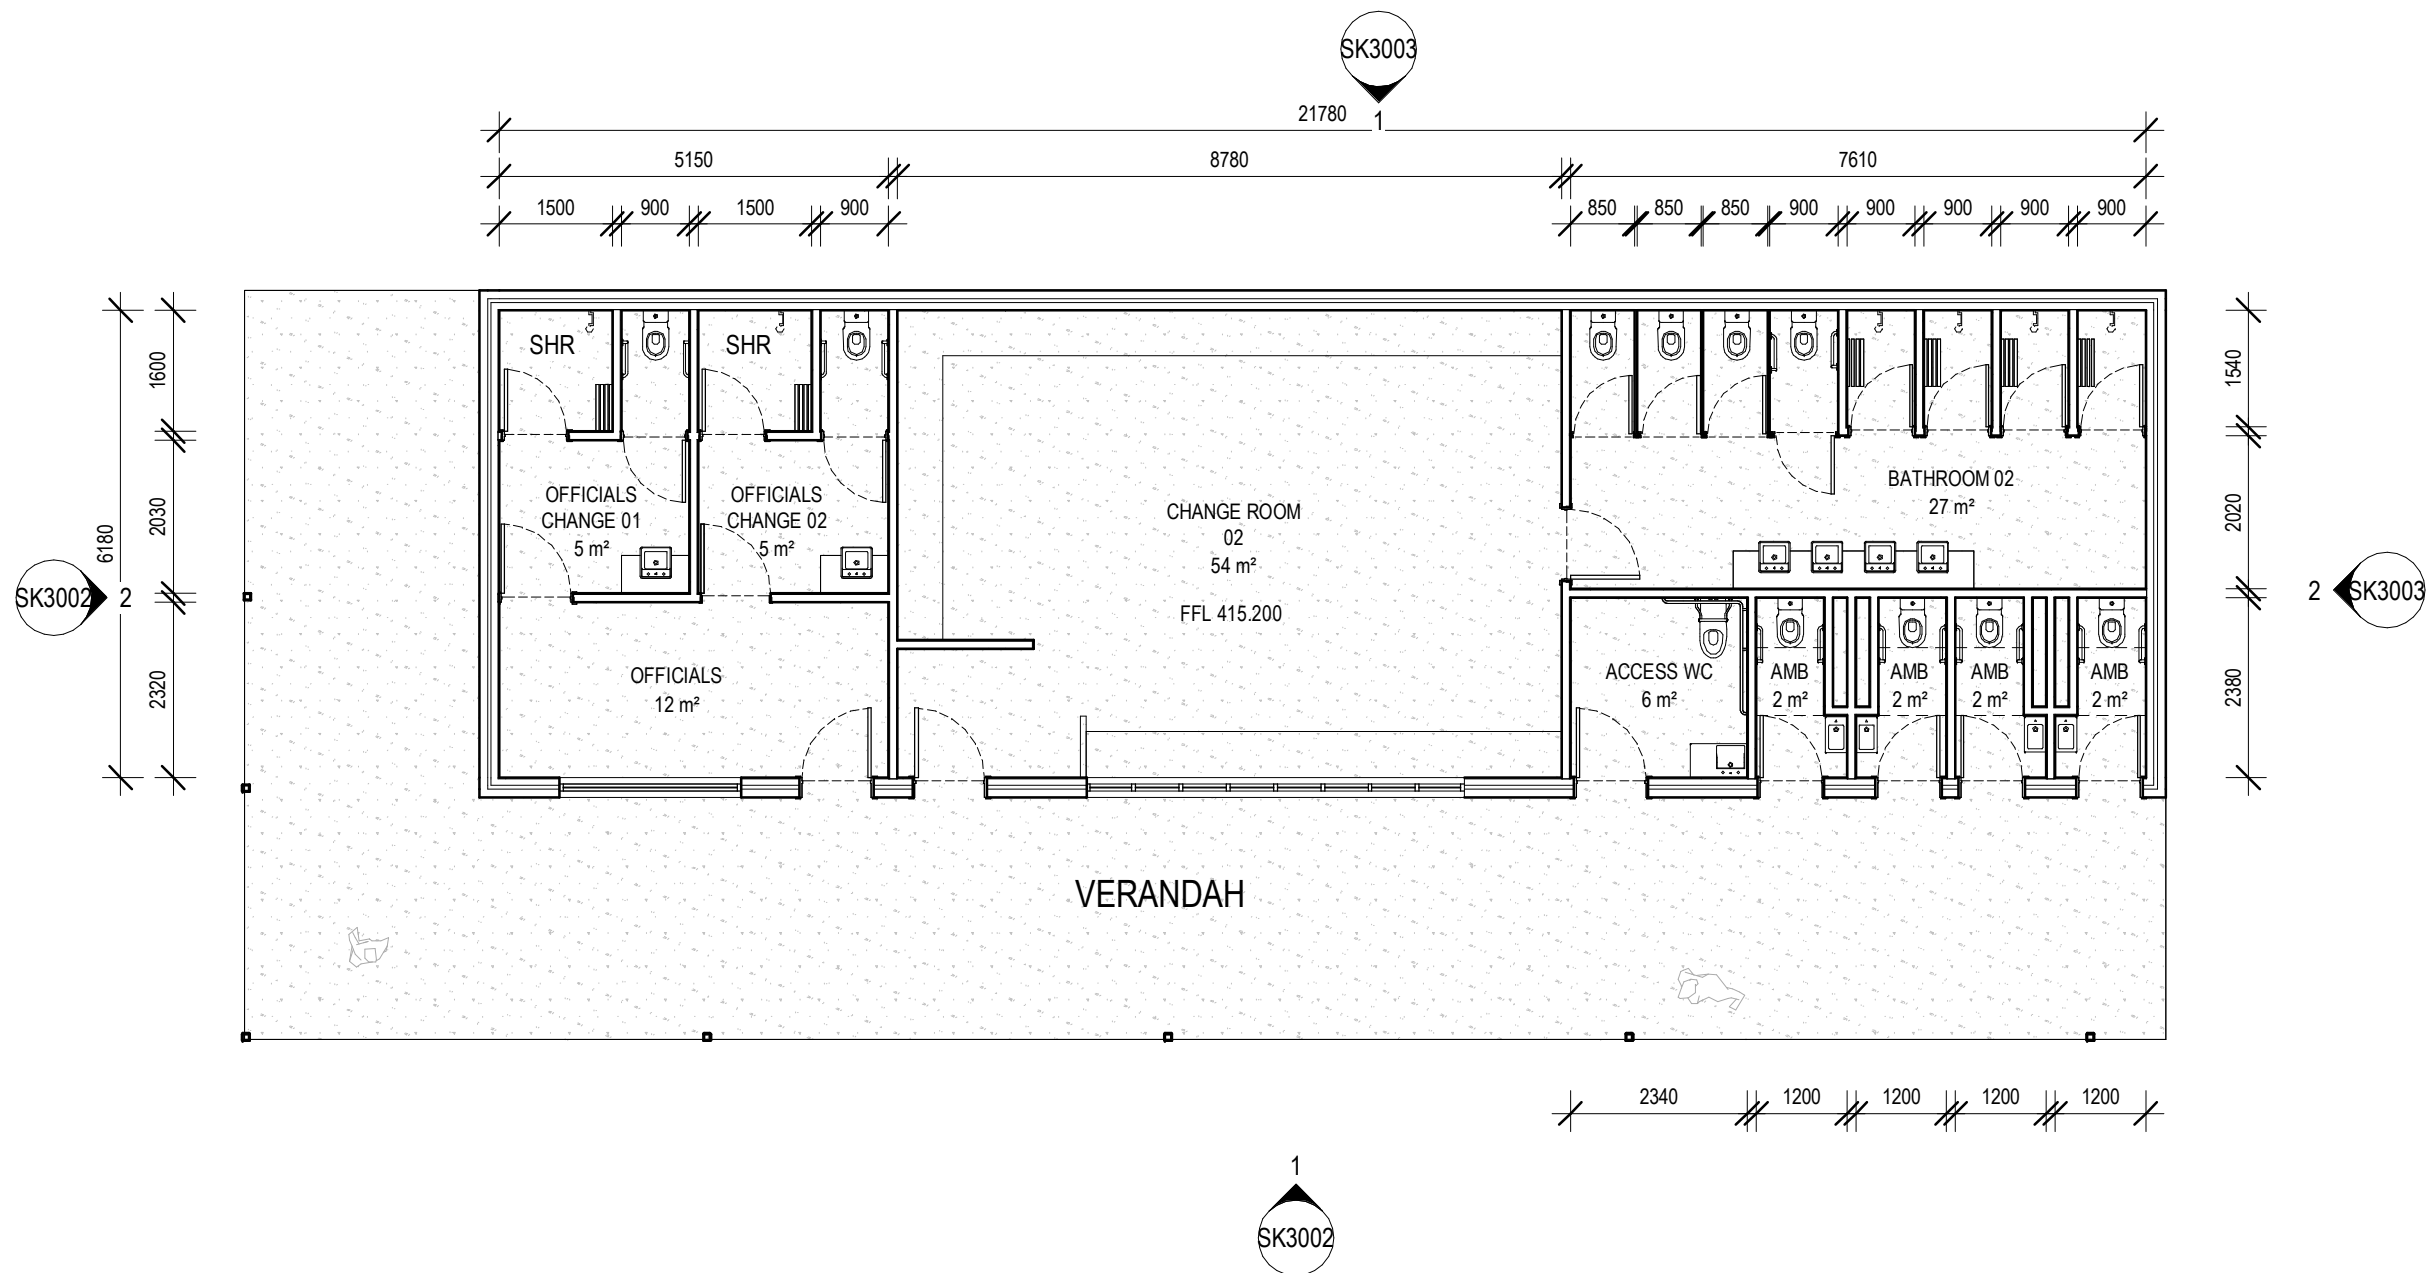 SK3003
1
21780
5150
8780
7610
1500
900
1500
900
850
850
850
900
900
900
900
900
SHR
SHR
1600
2030
2320
6180
1540
2020
2380
OFFICIALS
CHANGE 01
5 m²
OFFICIALS
CHANGE 02
5 m²
CHANGE ROOM
02
54 m²
FFL 415.200
BATHROOM 02
27 m²
SK3002
2
2
SK3003
OFFICIALS
12 m²
ACCESS WC
6 m²
AMB
2 m²
AMB
2 m²
AMB
2 m²
AMB
2 m²
VERANDAH
2340
1200
1200
1200
1200
1
SK3002